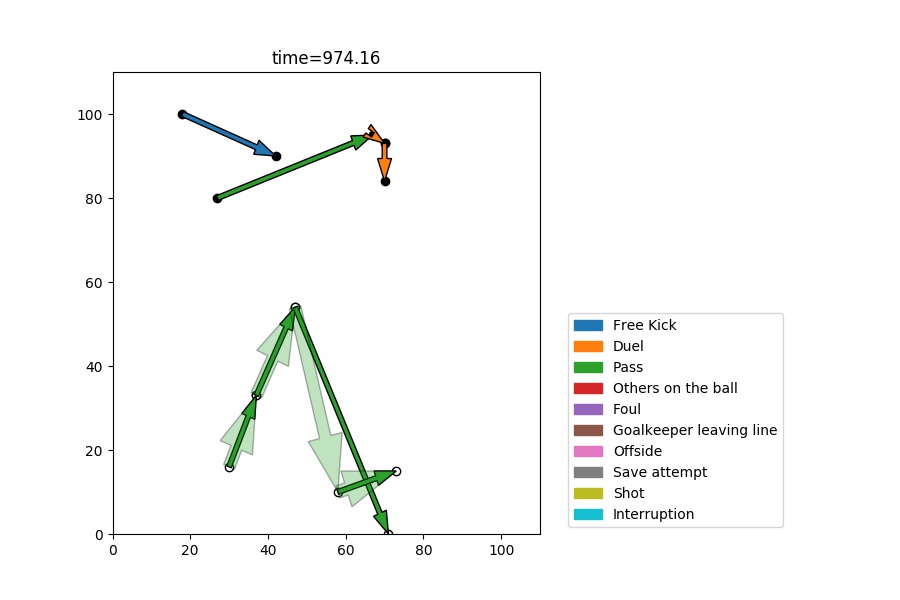 time=974.16
100
80
60
40
20
0
0 20 40 60 80 100
Free Kick
Duel
Pass
Others on the ball
Foul
Goalkeeper leaving line
Offside
Save attempt
Shot
Interruption